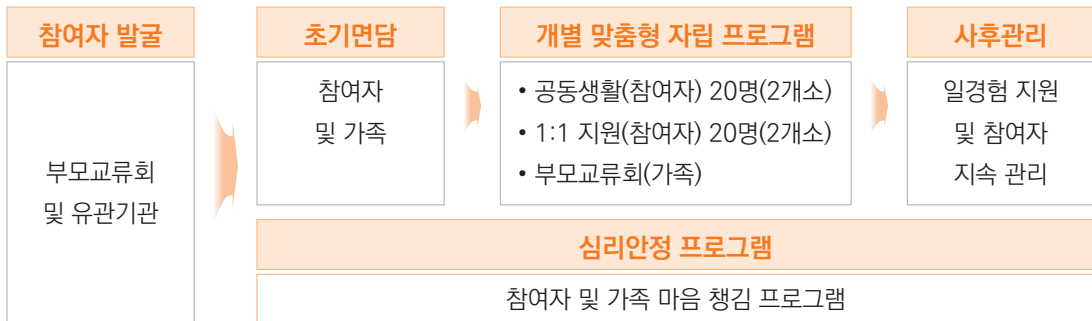 참여자 발굴
부모교류회
및 유관기관
초기면담
참여자
및 가족
개별 맞춤형 자립 프로그램
• 공동생활(참여자) 20명(2개소)
• 1:1 지원(참여자) 20명(2개소)
• 부모교류회(가족)
사후관리
일경험 지원
및 참여자
지속 관리
심리안정 프로그램
참여자 및 가족 마음 챙김 프로그램